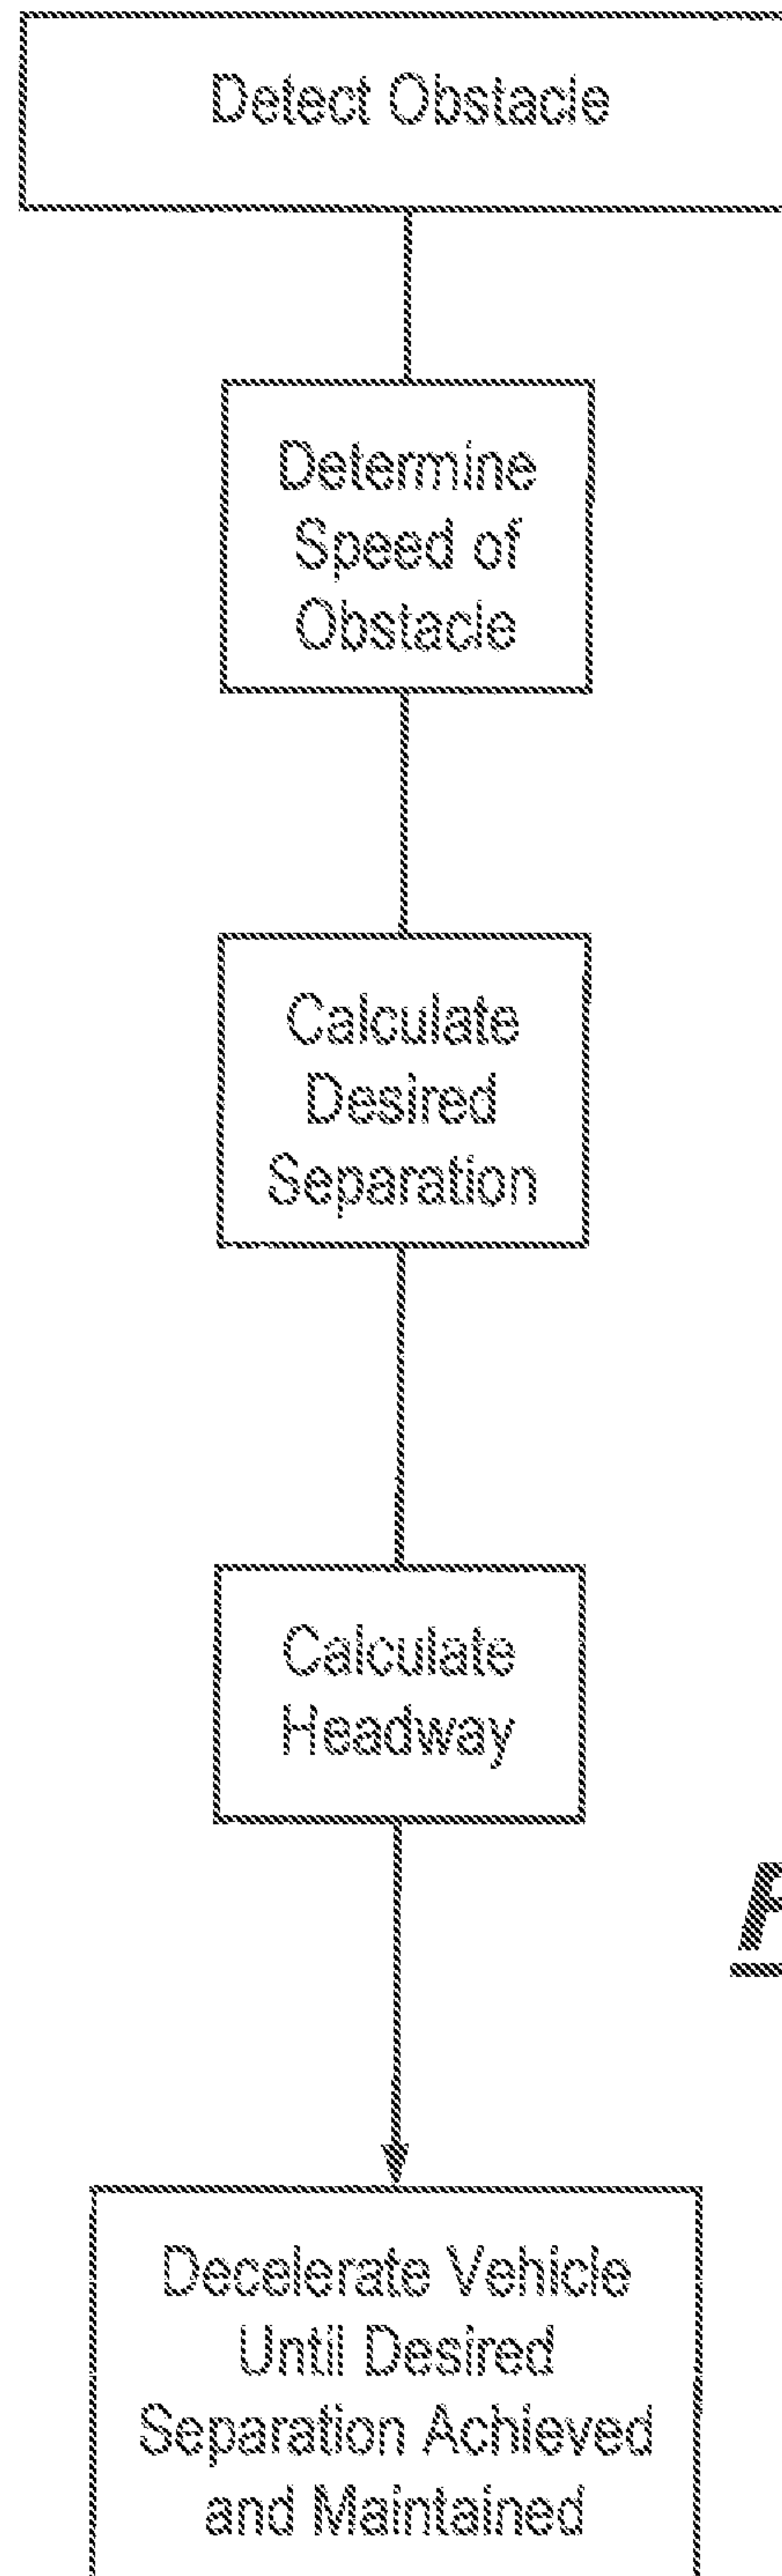 Detect Obstacle
Determine
Speed of
Obstacle
Calculate
Desired
Separation
Calculate
Headway
Decelerate Vehicle
Until Desired
Separation Achieved
and Maintained